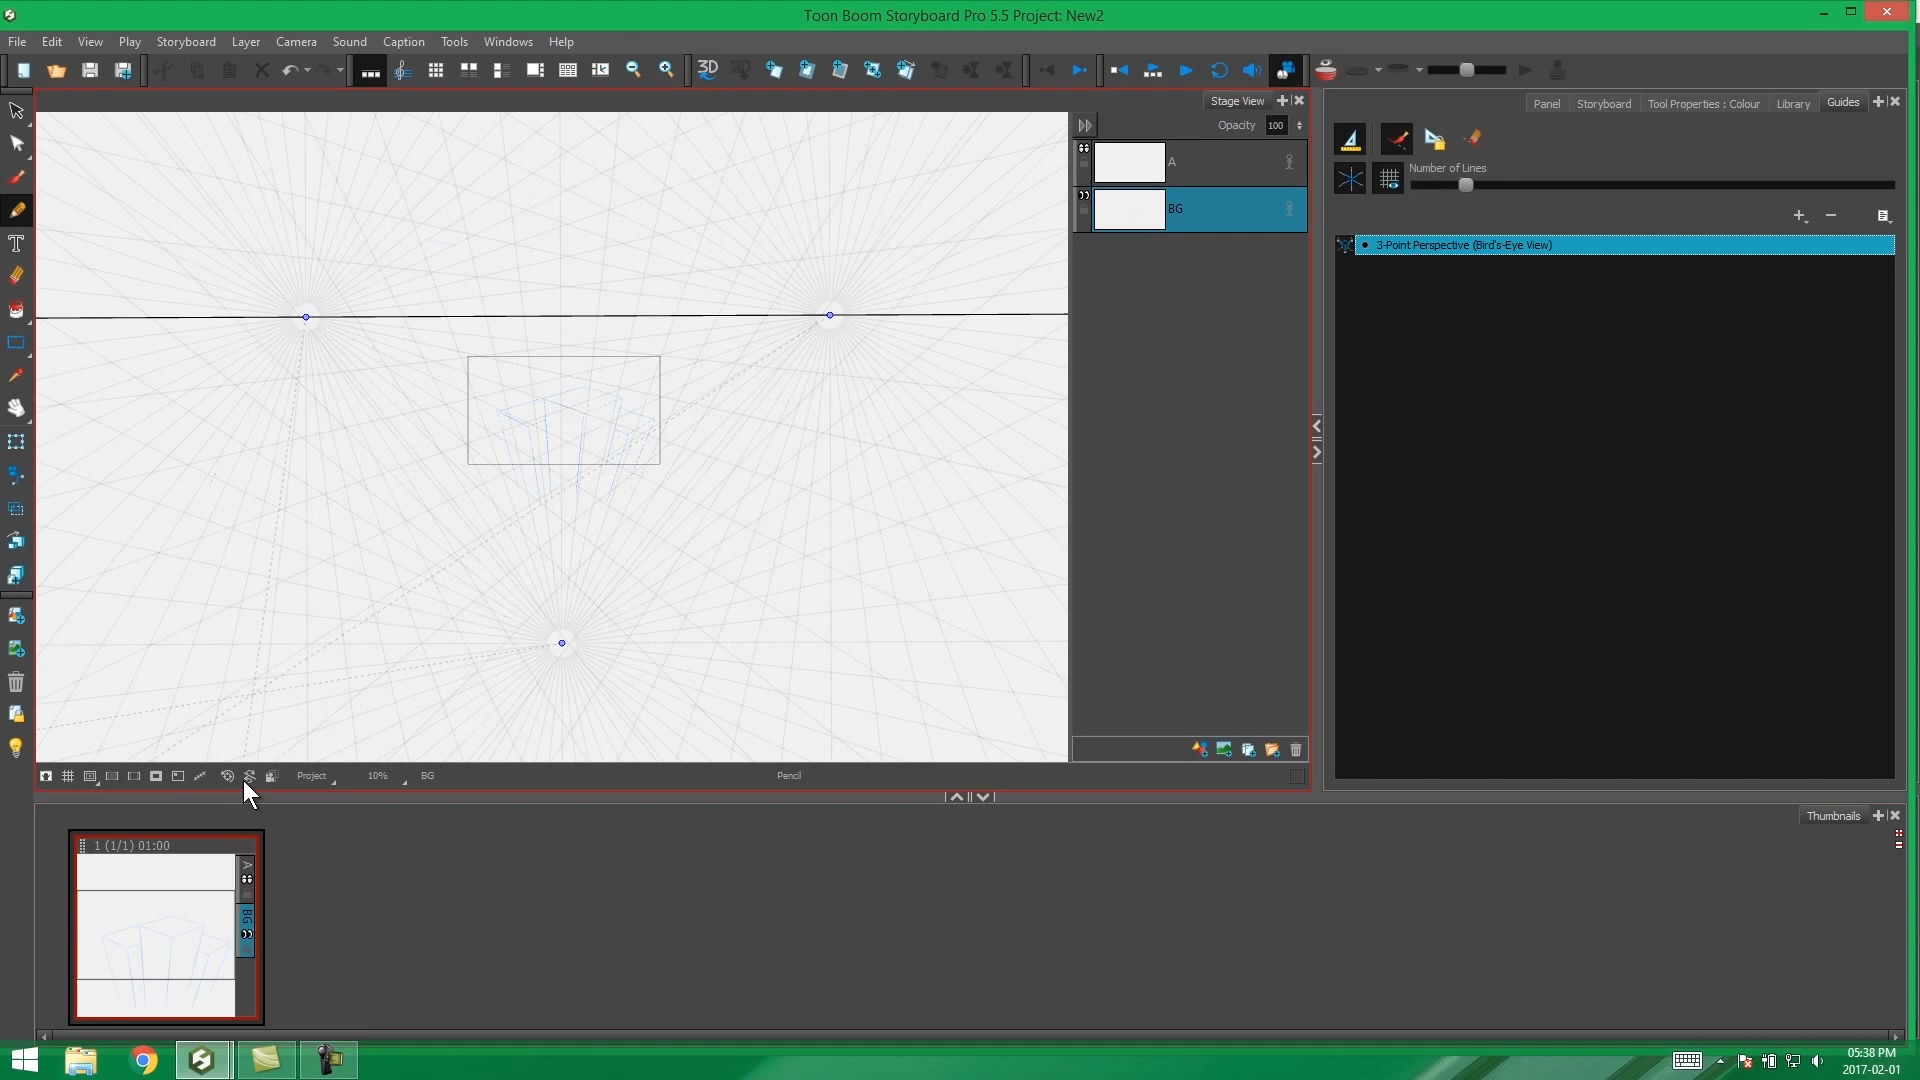 Toon Boom Storyboard Pro 5.5 Project: New2
File Edit View Play Storyboard Layer Camera Sound Caption Tools Windows Help
3D
Stage View
Panel Storyboard Tool Properties : Colour Library Guides
Opacity 100
A
BG
Number of Lines
3-Point Perspective (Bird's-Eye View)
Project 10% BG Pencil
Thumbnails
1 (1/1) 01:00
A
BG
05:38 PM
2017-02-01